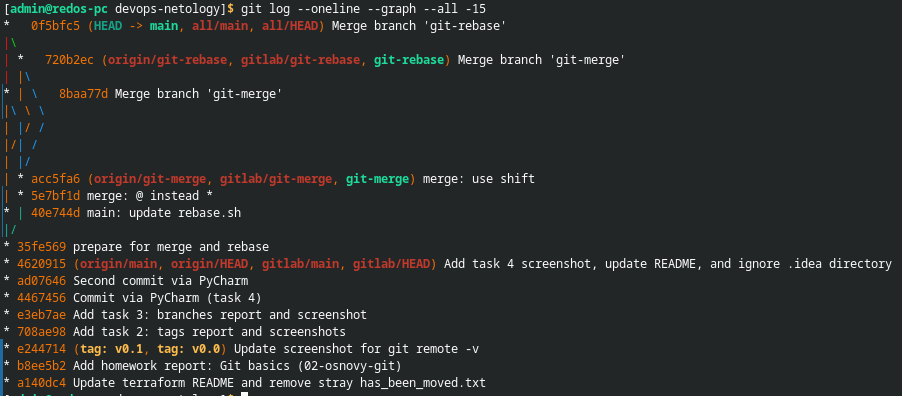 [admin@redos-pc devops-netology]$ git log --oneline --graph --all -15
*   0f5bfc5 (HEAD -> main, all/main, all/HEAD) Merge branch 'git-rebase'
|\
| *   720b2ec (origin/git-rebase, gitlab/git-rebase, git-rebase) Merge branch 'git-merge'
| |\
* | \   8baa77d Merge branch 'git-merge'
|\ \ \
| |/ /
|/| /
| |/
| * acc5fa6 (origin/git-merge, gitlab/git-merge, git-merge) merge: use shift
| * 5e7bf1d merge: @ instead *
* | 40e744d main: update rebase.sh
|/
* 35fe569 prepare for merge and rebase
* 4620915 (origin/main, origin/HEAD, gitlab/main, gitlab/HEAD) Add task 4 screenshot, update README, and ignore .idea directory
* ad07646 Second commit via PyCharm
* 4467456 Commit via PyCharm (task 4)
* e3eb7ae Add task 3: branches report and screenshot
* 708ae98 Add task 2: tags report and screenshots
* e244714 (tag: v0.1, tag: v0.0) Update screenshot for git remote -v
* b8ee5b2 Add homework report: Git basics (02-osnovy-git)
* a140dc4 Update terraform README and remove stray has_been_moved.txt